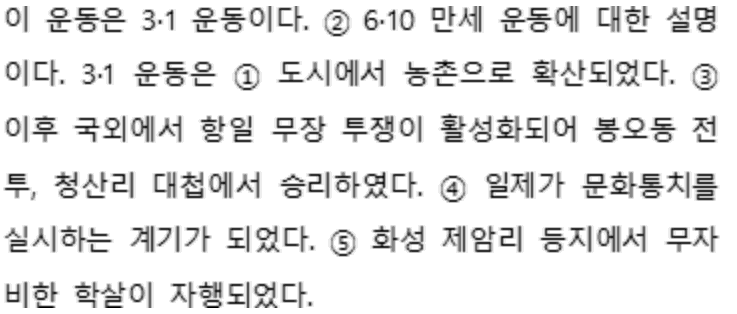 이 운동은 3·1 운동이다. ② 6·10 만세 운동에 대한 설명
이다. 3·1 운동은 ① 도시에서 농촌으로 확산되었다. ③
이후 국외에서 항일 무장 투쟁이 활성화되어 봉오동 전
투, 청산리 대첩에서 승리하였다. ④ 일제가 문화통치를
실시하는 계기가 되었다. ⑤ 화성 제암리 등지에서 무자
비한 학살이 자행되었다.